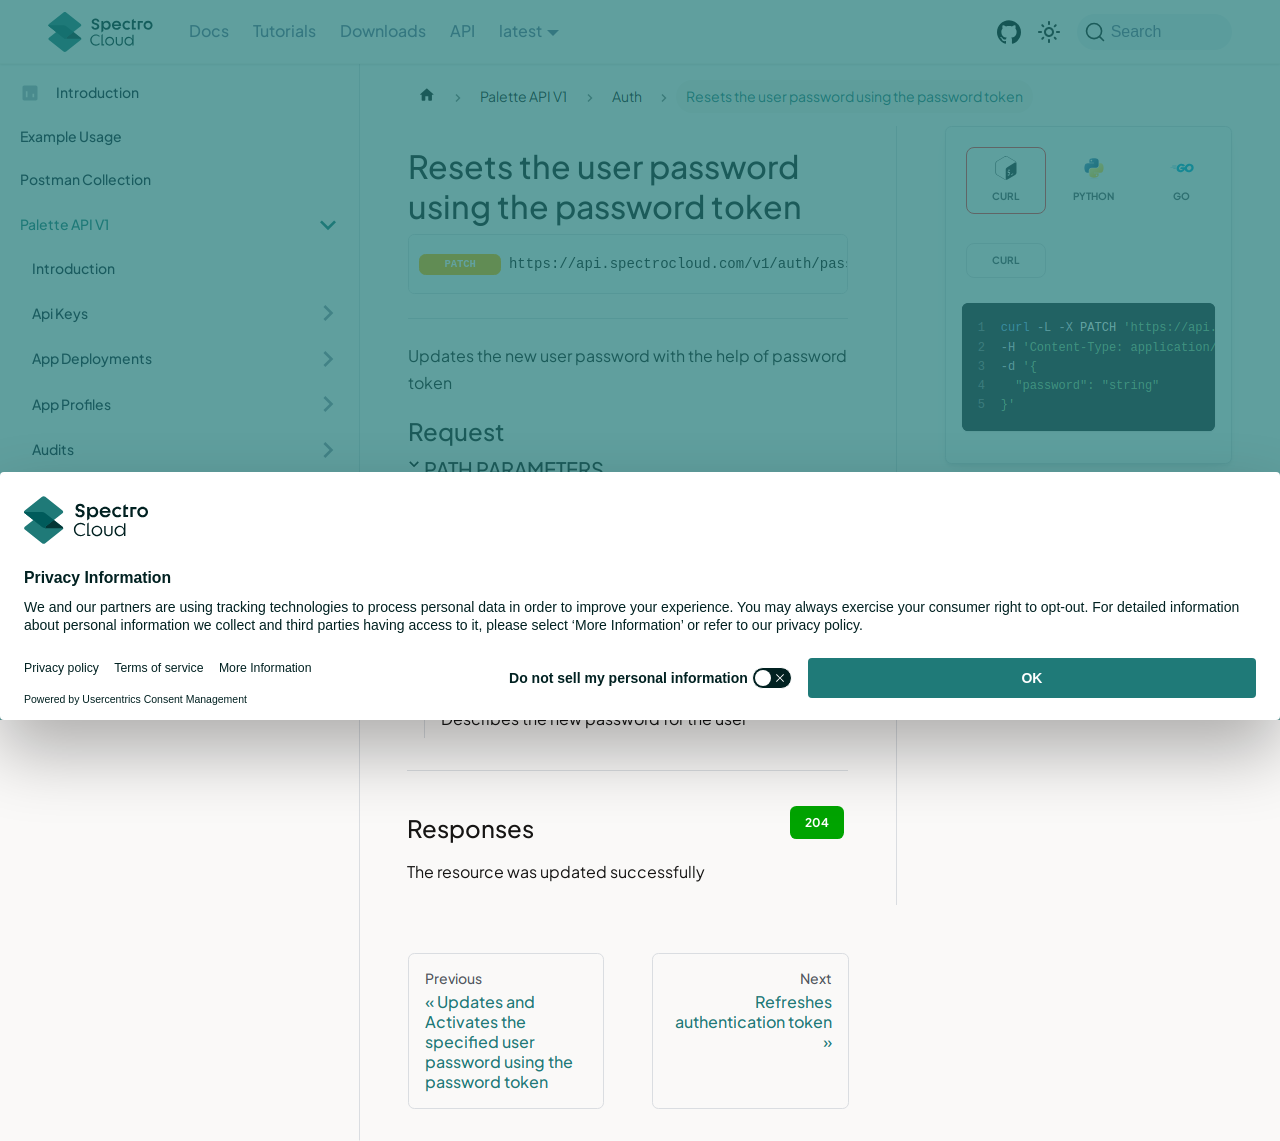 Spectro
Cloud
Docs
Tutorials
Downloads
API
latest
Search
Introduction
Example Usage
Postman Collection
Palette API V1
Introduction
Api Keys
App Deployments
App Profiles
Audits
Palette API V1
Auth
Resets the user password using the password token
Resets the user password
using the password token
PATCH
https://api.spectrocloud.com/v1/auth/pas
Updates the new user password with the help of password
token
Request
PATH PARAMETERS
CURL
PYTHON
GO
CURL
1 curl -L -X PATCH 'https://api.
2 -H 'Content-Type: application/
3 -d '{
4 "password": "string"
5 }'
Spectro
Cloud
Privacy Information
We and our partners are using tracking technologies to process personal data in order to improve your experience. You may always exercise your consumer right to opt-out. For detailed information
about personal information we collect and third parties having access to it, please select ‘More Information’ or refer to our privacy policy.
Privacy policy
Terms of service
More Information
Powered by Usercentrics Consent Management
Do not sell my personal information
OK
Describes the new password for the user
Responses
204
The resource was updated successfully
Previous
« Updates and
Activates the
specified user
password using the
password token
Next
Refreshes
authentication token
»